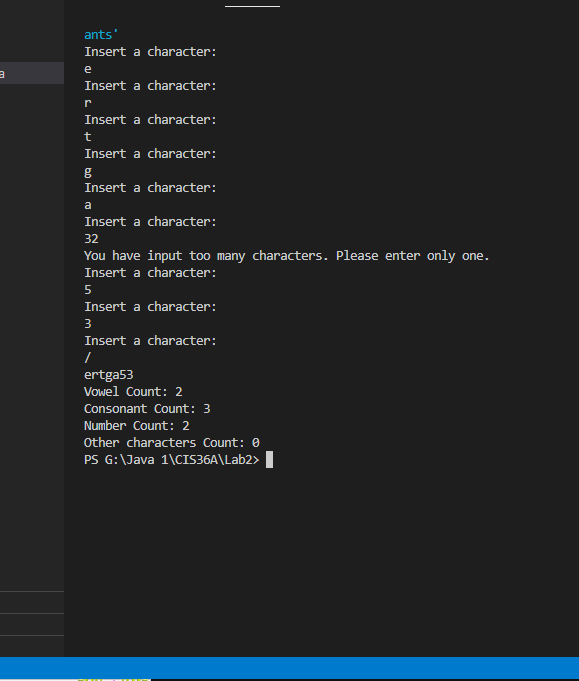 ants'
Insert a character:
e
Insert a character:
r
Insert a character:
t
Insert a character:
g
a
Insert a character:
a
Insert a character:
32
You have input too many characters. Please enter only one.
Insert a character:
5
Insert a character:
3
Insert a character:
/
ertga53
Vowel Count: 2
Consonant Count: 3
Number Count: 2
Other characters Count: 0
PS G:\Java 1\CIS36A\Lab2>